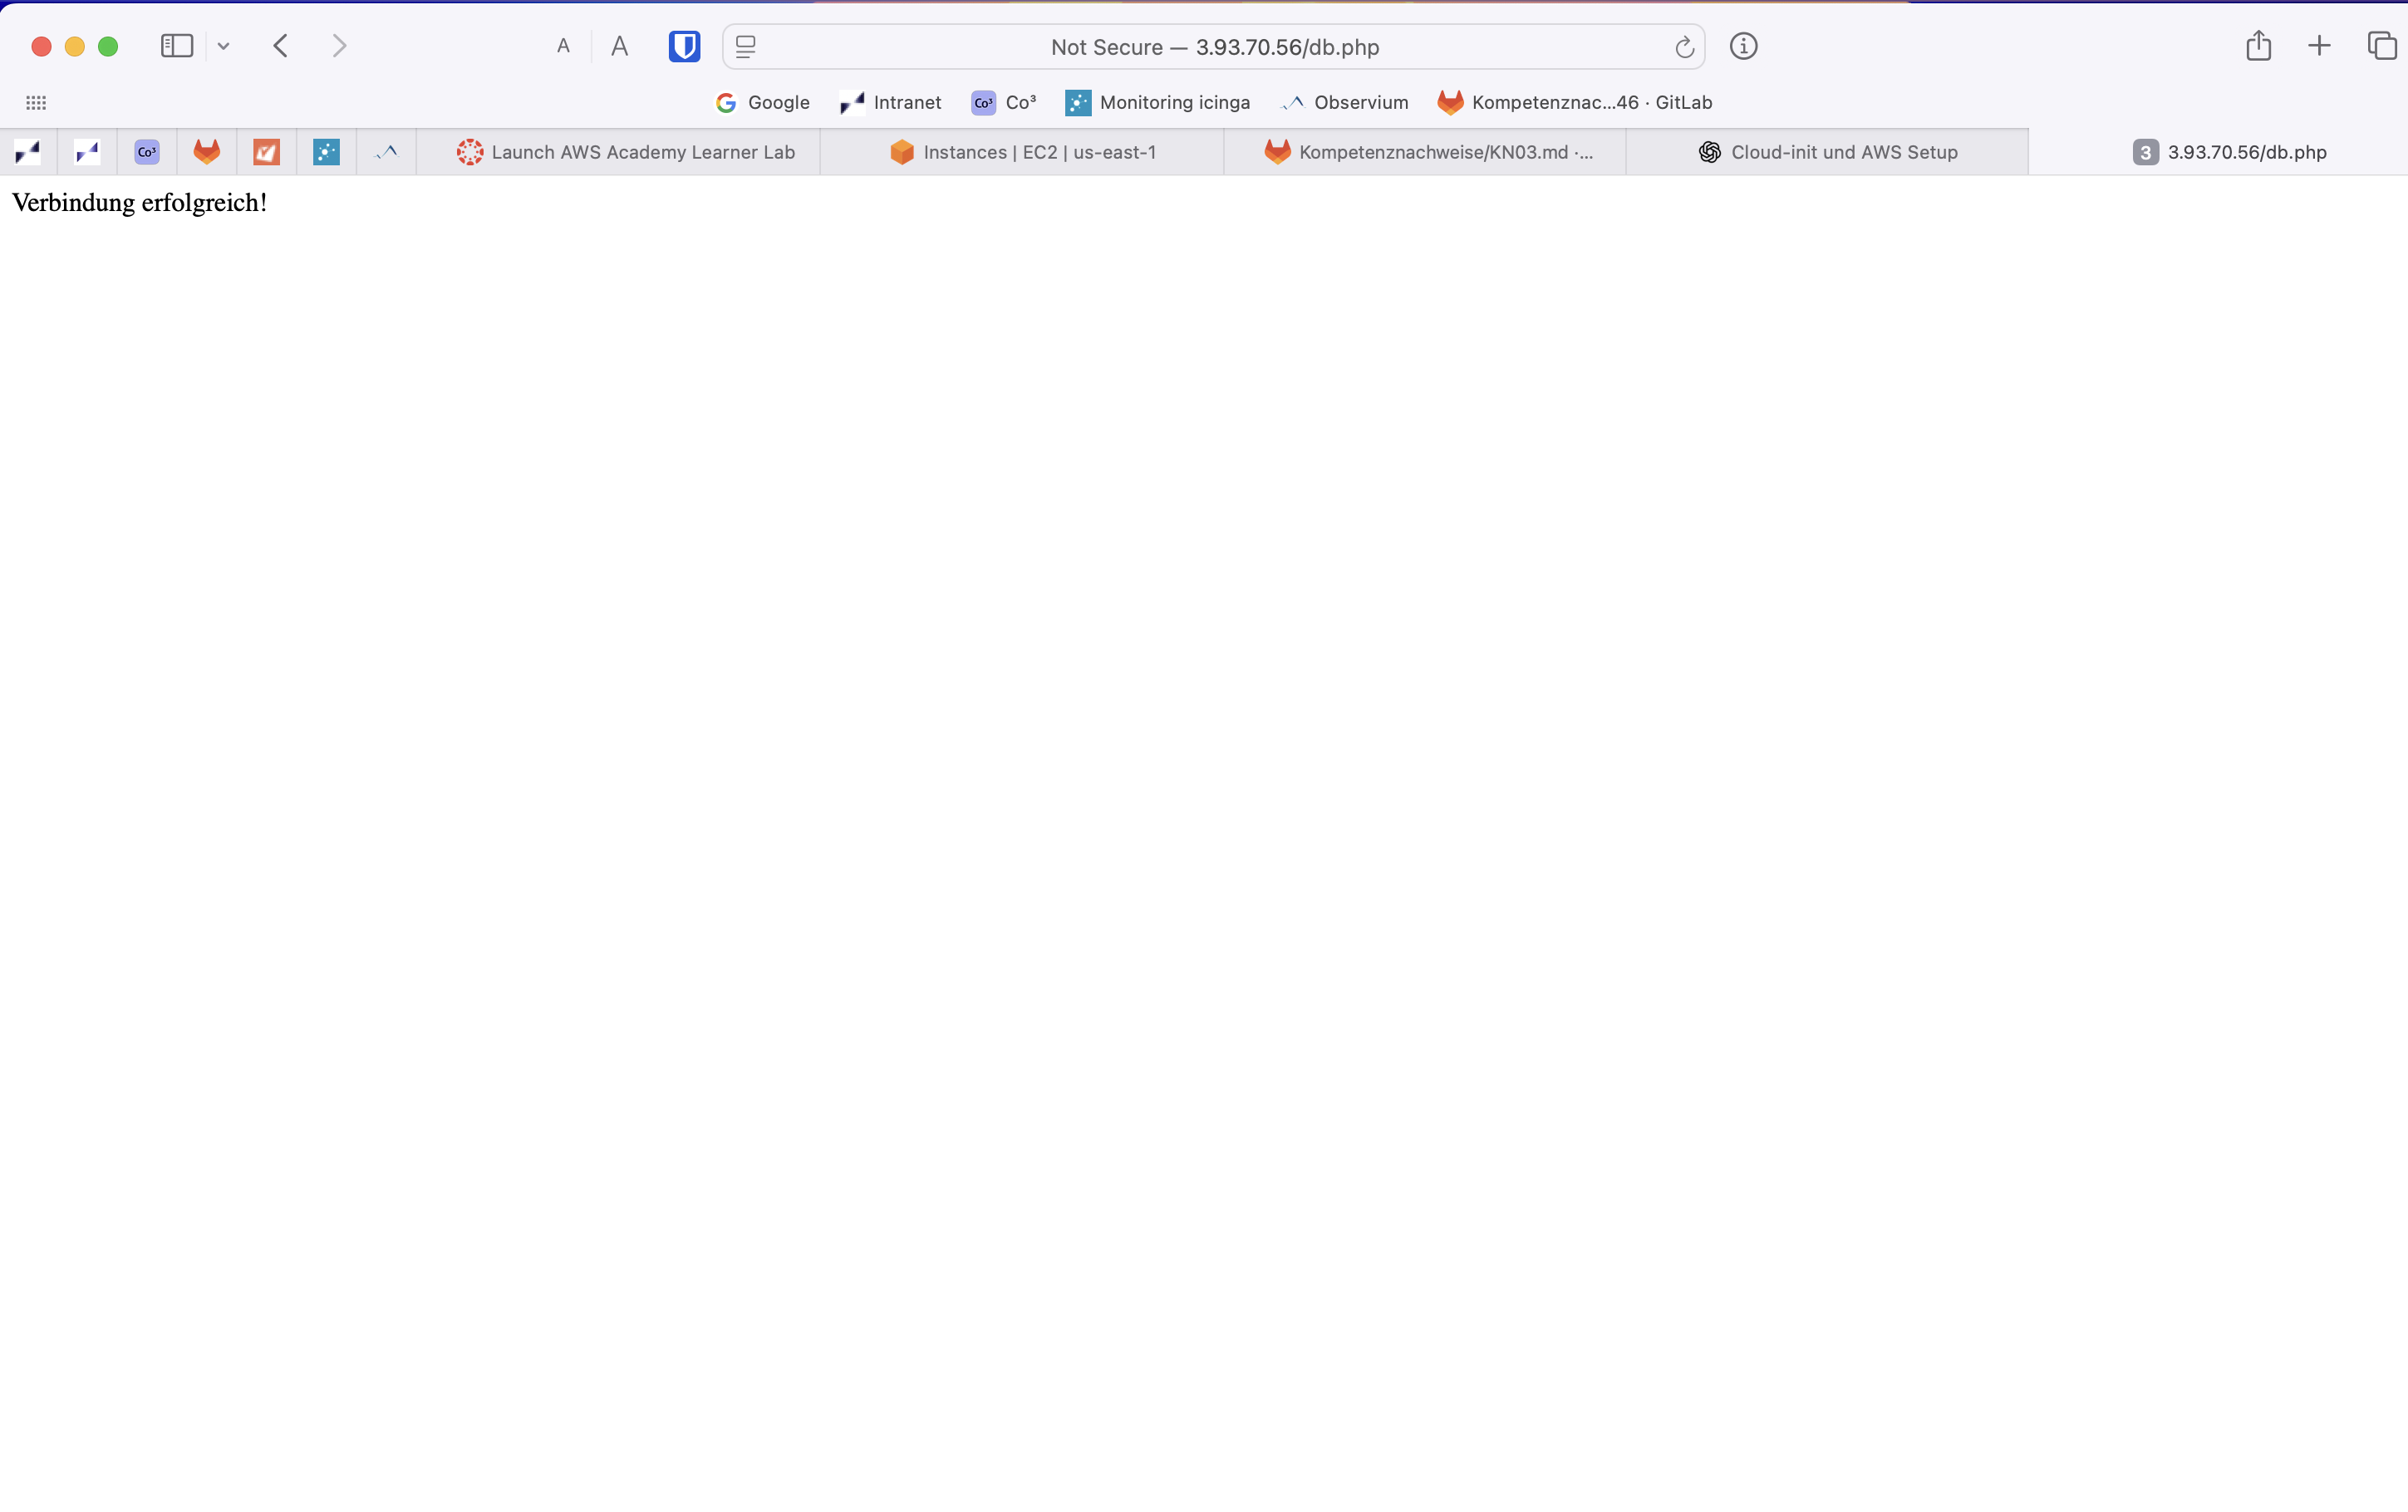 A A Not Secure — 3.93.70.56/db.php
Google Intranet Co³ Co³ Monitoring icinga Observium Kompetenznac...46 · GitLab
Co³ Launch AWS Academy Learner Lab Instances | EC2 | us-east-1 Kompetenznachweise/KN03.md ·... Cloud-init und AWS Setup 3 3.93.70.56/db.php
Verbindung erfolgreich!